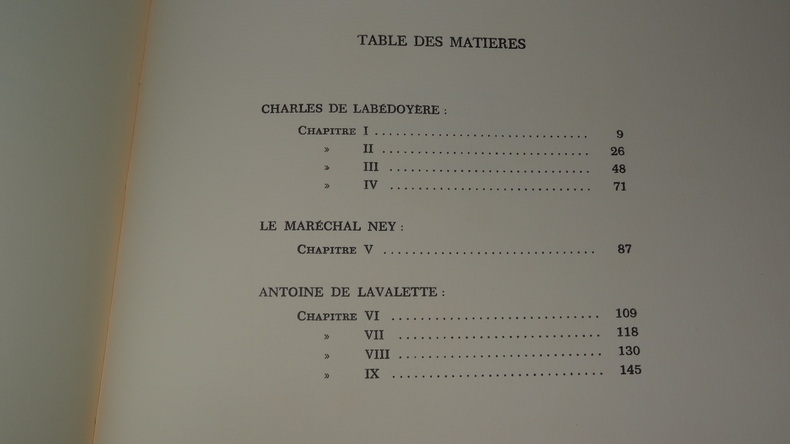 TABLE DES MATIERES
CHARLES DE LABÉDOYÈRE :
CHAPITRE I .............................. 9
» II .............................. 26
» III ............................. 48
» IV ............................. 71
LE MARÉCHAL NEY :
CHAPITRE V .............................. 87
ANTOINE DE LAVALETTE :
CHAPITRE VI ............................. 109
» VII ............................. 118
» VIII ............................. 130
» IX .............................. 145